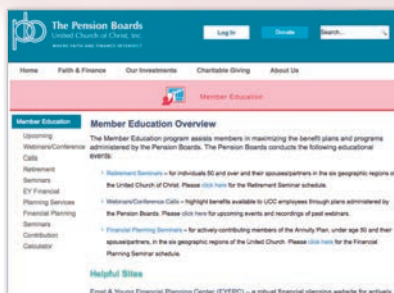 The Pension Boards
United Church of Christ, Inc.
WHERE FAITH AND FINANCE INTERSECT
Log In
Donate
Search...
Home
Faith & Finance
Our Investments
Charitable Giving
About Us
Member Education
Member Education
Upcoming
Webinars/Conference
Calls
Retirement
Seminars
EY Financial
Planning Services
Financial Planning
Seminars
Contribution
Calculator
Member Education Overview
The Member Education program assists members in maximizing the benefit plans and programs
administered by the Pension Boards. The Pension Boards conducts the following educational
events:
Retirement Seminars – for individuals 50 and over and their spouses/partners in the six geographic regions of
the United Church of Christ. Please click here for the Retirement Seminar schedule.
Webinars/Conference Calls – highlight benefits available to UCC employees through plans administered by
the Pension Boards. Please click here for upcoming events and recordings of past webinars.
Financial Planning Seminars – for actively-contributing members of the Annuity Plan, under age 50 and their
spouse/partners, in the six geographic regions of the United Church. Please click here for the Financial
Planning Seminar schedule.
Helpful Sites
Ernst & Young Financial Planning Center (EYFPC) – a robust financial planning website for actively